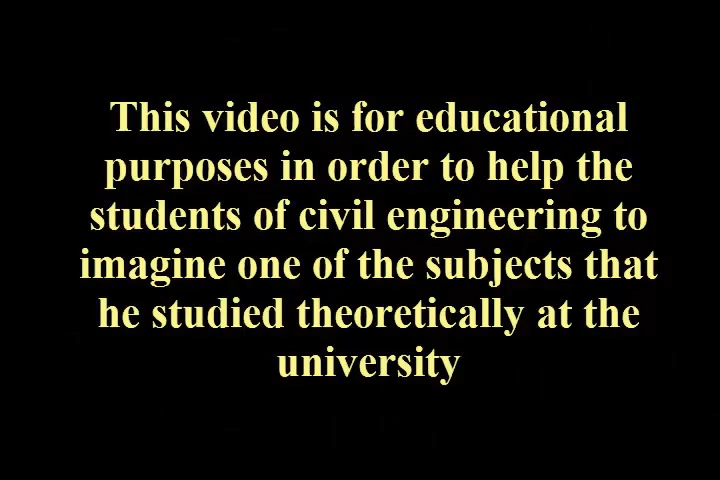 This video is for educational
purposes in order to help the
students of civil engineering to
imagine one of the subjects that
he studied theoretically at the
university